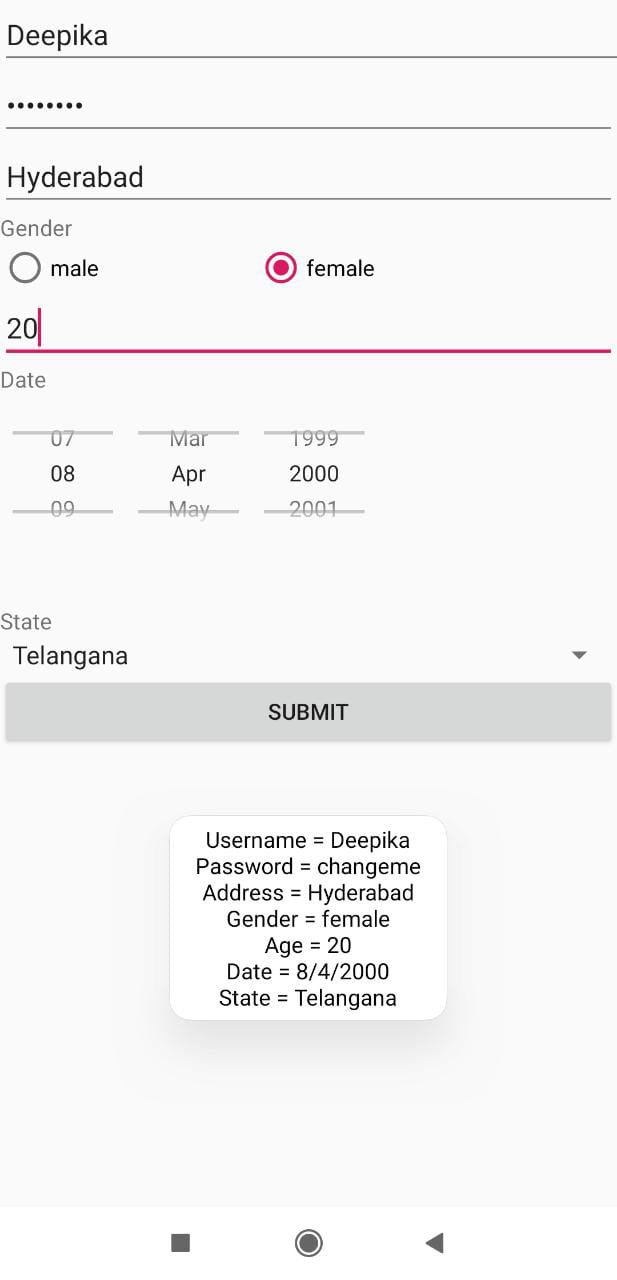 Deepika
••••••••
Hyderabad
Gender
male female
20
Date
07 Mar 1999
08 Apr 2000
09 May 2001
State
Telangana
SUBMIT
Username = Deepika
Password = changeme
Address = Hyderabad
Gender = female
Age = 20
Date = 8/4/2000
State = Telangana